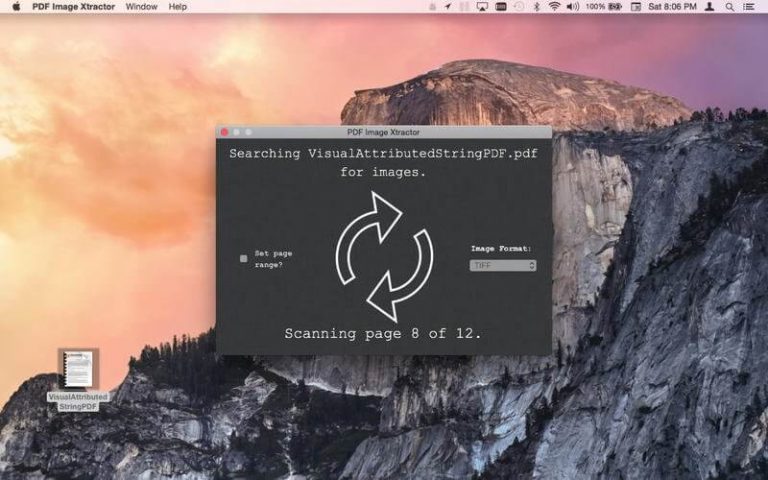 PDF Image Xtractor Window Help 100% Sat 8:06 PM
PDF Image Xtractor
Searching VisualAttributedStringPDF.pdf
for images.
Set page
range?
Image Format:
TIFF
Scanning page 8 of 12.
VisualAttributed
StringPDF